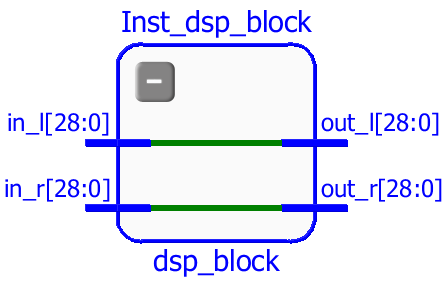 Inst_dsp_block
in_l[28:0]
out_l[28:0]
in_r[28:0]
out_r[28:0]
dsp_block